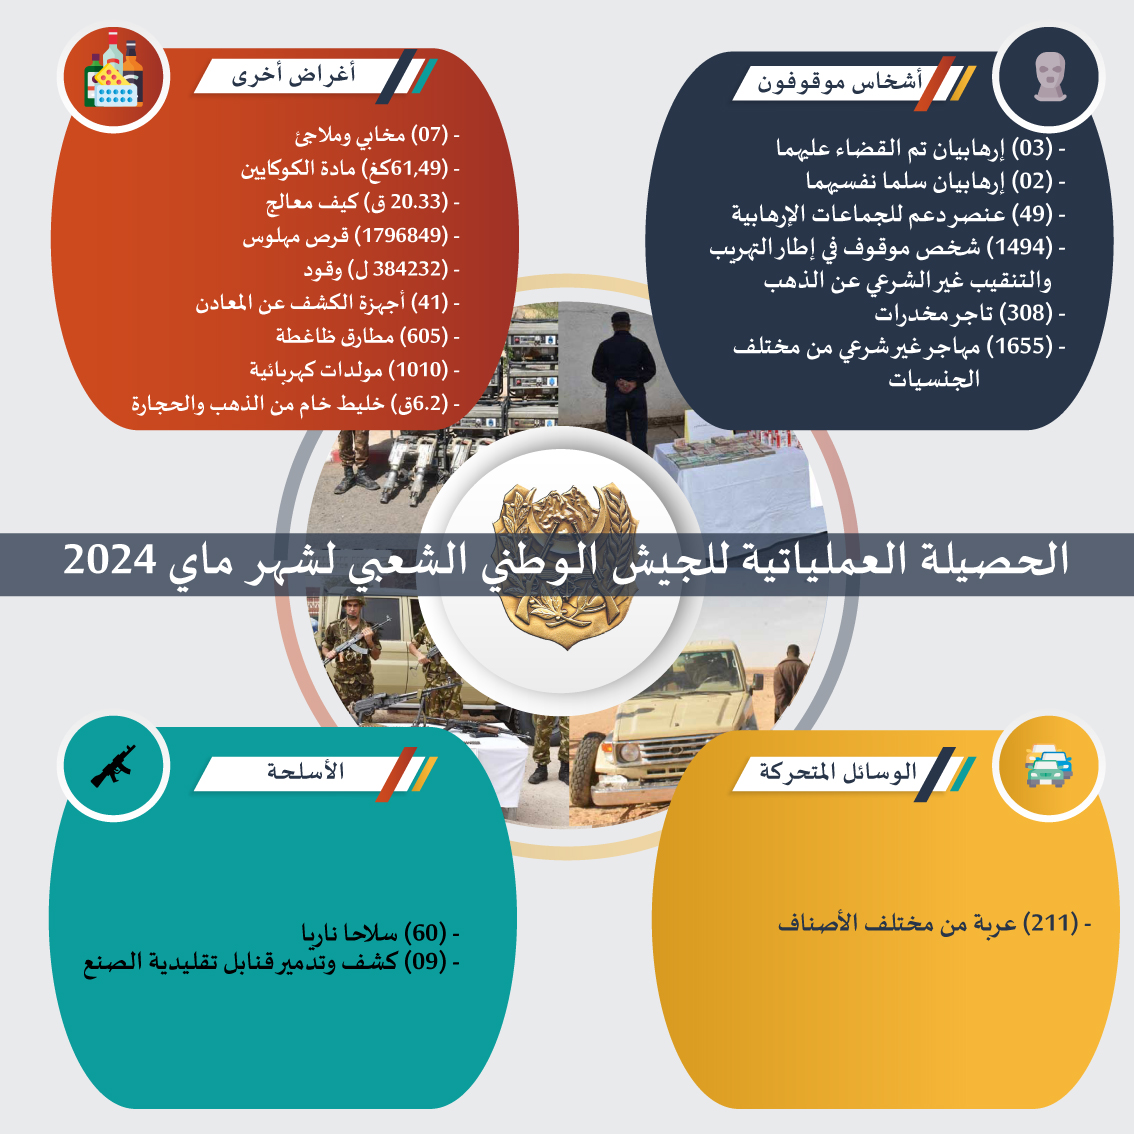 أشخاس موقوفون
- (03) إرهابيان تم القضاء عليهما
- (02) إرهابيان سلما نفسيهما
- (49) عنصر دعم للجماعات الإرهابية
- (1494) شخص موقوف في إطار التهريب
والتنقيب غير الشرعي عن الذهب
- (308) تاجر مخدرات
- (1655) مهاجر غير شرعي من مختلف
الجنسيات
أغراض أخرى
- (07) مخابي وملاجئ
- (61,49كغ) مادة الكوكايين
- (20.33 ق) كيف معالج
- (1796849) قرص مهلوس
- (384232 ل) وقود
- (41) أجهزة الكشف عن المعادن
- (605) مطارق ظاغطة
- (1010) مولدات كهربائية
- (6.2ق) خليط خام من الذهب والحجارة
الحصيلة العملياتية للجيش الوطني الشعبي لشهر ماي 2024
الوسائل المتحركة
- (211) عربة من مختلف الأصناف
الأسلحة
- (60) سلاحا ناريا
- (09) كشف وتدمير قنابل تقليدية الصنع